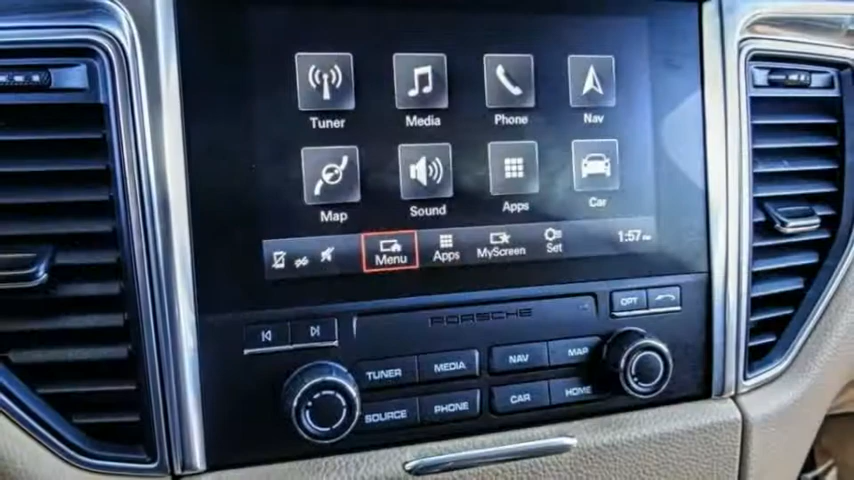 Tuner Media Phone Nav
Map Sound Apps Car
Menu Apps MyScreen Set 1:57 PM
PORSCHE OPT
TUNER MEDIA NAV MAP
SOURCE PHONE CAR HOME